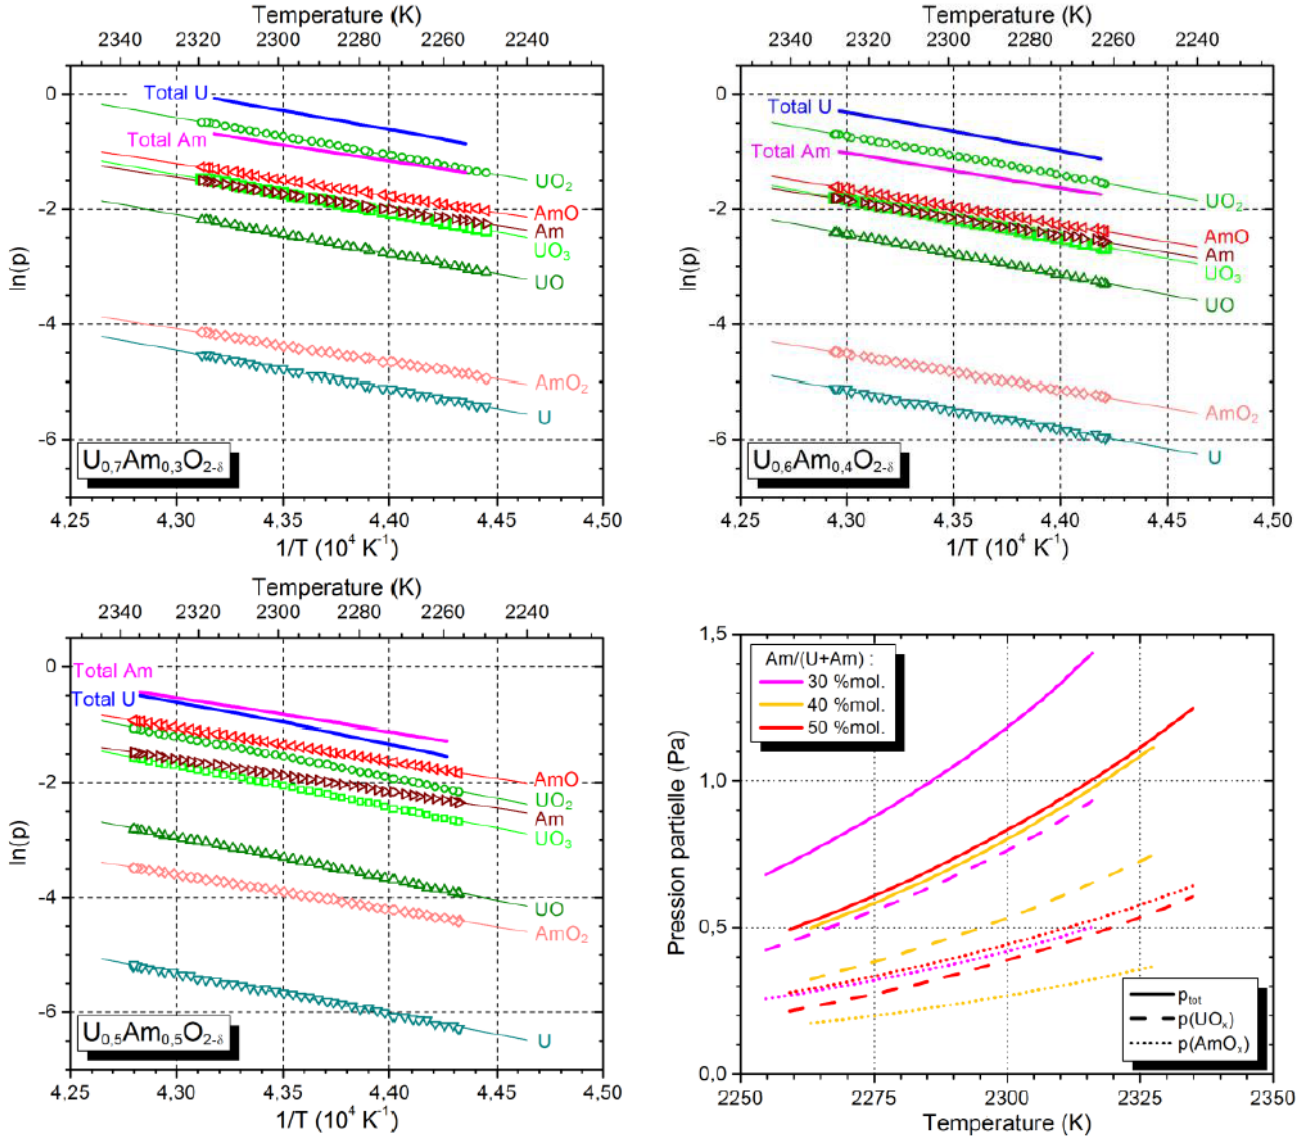 Temperature (K)
2340 2320 2300 2280 2260 2240
0
-2
-4
-6
ln(p)
Total U
Total Am
UO₂
AmO
Am
UO₃
UO
AmO₂
U
U₀,₇Am₀,₃O₂₋δ
4,25 4,30 4,35 4,40 4,45 4,50
1/T (10⁴ K⁻¹)
Temperature (K)
2340 2320 2300 2280 2260 2240
0
-2
-4
-6
ln(p)
Total U
Total Am
UO₂
AmO
Am
UO₃
UO
AmO₂
U
U₀,₆Am₀,₄O₂₋δ
4,25 4,30 4,35 4,40 4,45 4,50
1/T (10⁴ K⁻¹)
Temperature (K)
2340 2320 2300 2280 2260 2240
0
-2
-4
-6
ln(p)
Total Am
Total U
AmO
UO₂
Am
UO₃
UO
AmO₂
U
U₀,₅Am₀,₅O₂₋δ
4,25 4,30 4,35 4,40 4,45 4,50
1/T (10⁴ K⁻¹)
1,5
1,0
0,5
0,0
Pression partielle (Pa)
Am/(U+Am) :
30 %mol.
40 %mol.
50 %mol.
pₜₒₜ
p(UOₓ)
p(AmOₓ)
2250 2275 2300 2325 2350
Temperature (K)